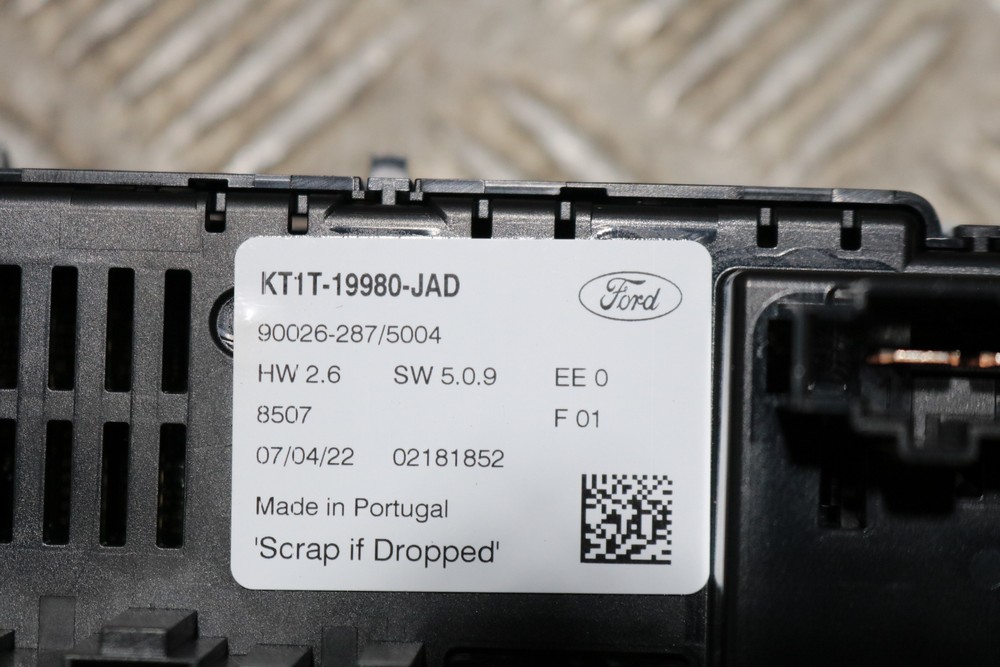 KT1T-19980-JAD
Ford
90026-287/5004
HW 2.6 SW 5.0.9 EE 0
8507 F 01
07/04/22 02181852
Made in Portugal
'Scrap if Dropped'